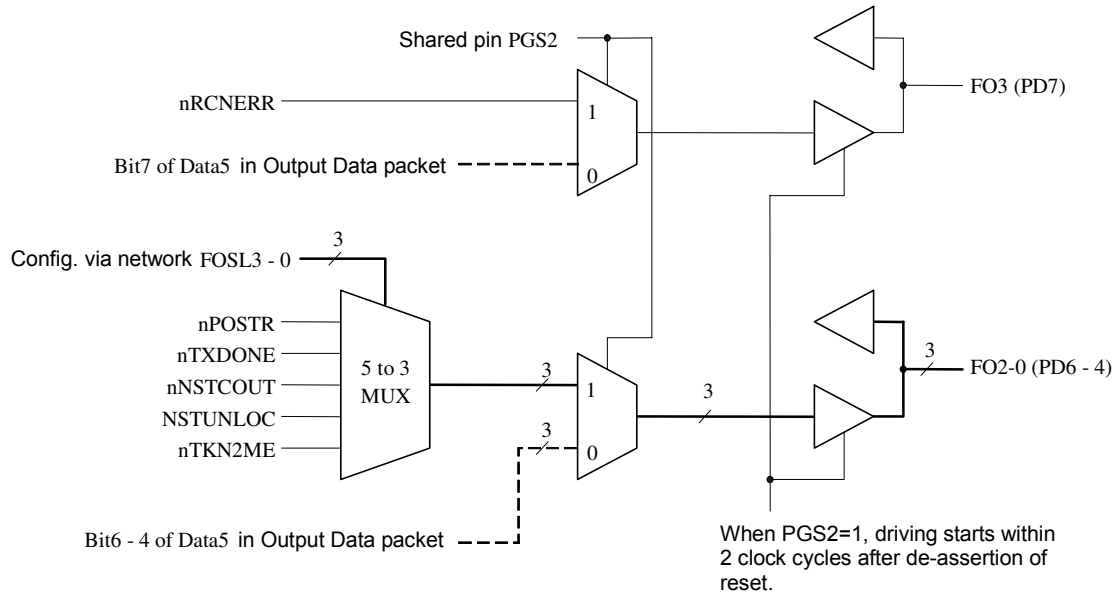 Shared pin PGS2
nRCNERR
1
FO3 (PD7)
Bit7 of Data5 in Output Data packet
0
3
Config. via network FOSL3 - 0
nPOSTR
nTXDONE
nNSTCOUT
NSTUNLOC
nTKN2ME
5 to 3
MUX
3
1
3
3
FO2-0 (PD6 - 4)
3
0
Bit6 - 4 of Data5 in Output Data packet
When PGS2=1, driving starts within
2 clock cycles after de-assertion of
reset.